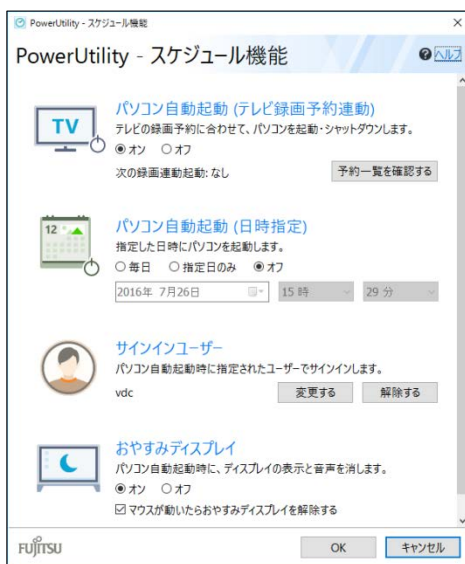 PowerUtility - スケジュール機能
PowerUtility - スケジュール機能
ヘルプ
パソコン自動起動 (テレビ録画予約連動)
TV
テレビの録画予約に合わせて、パソコンを起動・シャットダウンします。
オン オフ
次の録画連動起動: なし 予約一覧を確認する
パソコン自動起動 (日時指定)
12
指定した日時にパソコンを起動します。
毎日 指定日のみ オフ
2016年 7月26日 15 時 29 分
サインインユーザー
パソコン自動起動時に指定されたユーザーでサインインします。
vdc 変更する 解除する
おやすみディスプレイ
パソコン自動起動時に、ディスプレイの表示と音声を消します。
オン オフ
マウスが動いたらおやすみディスプレイを解除する
FUJITSU OK キャンセル